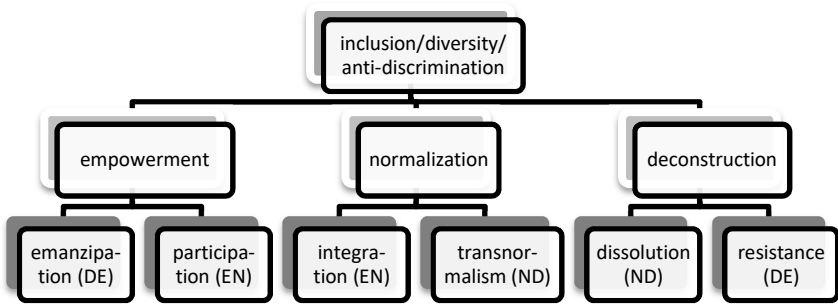 inclusion/diversity/
anti-discrimination
empowerment
normalization
deconstruction
emanzipa-
tion (DE)
participa-
tion (EN)
integra-
tion (EN)
transnor-
malism (ND)
dissolution
(ND)
resistance
(DE)